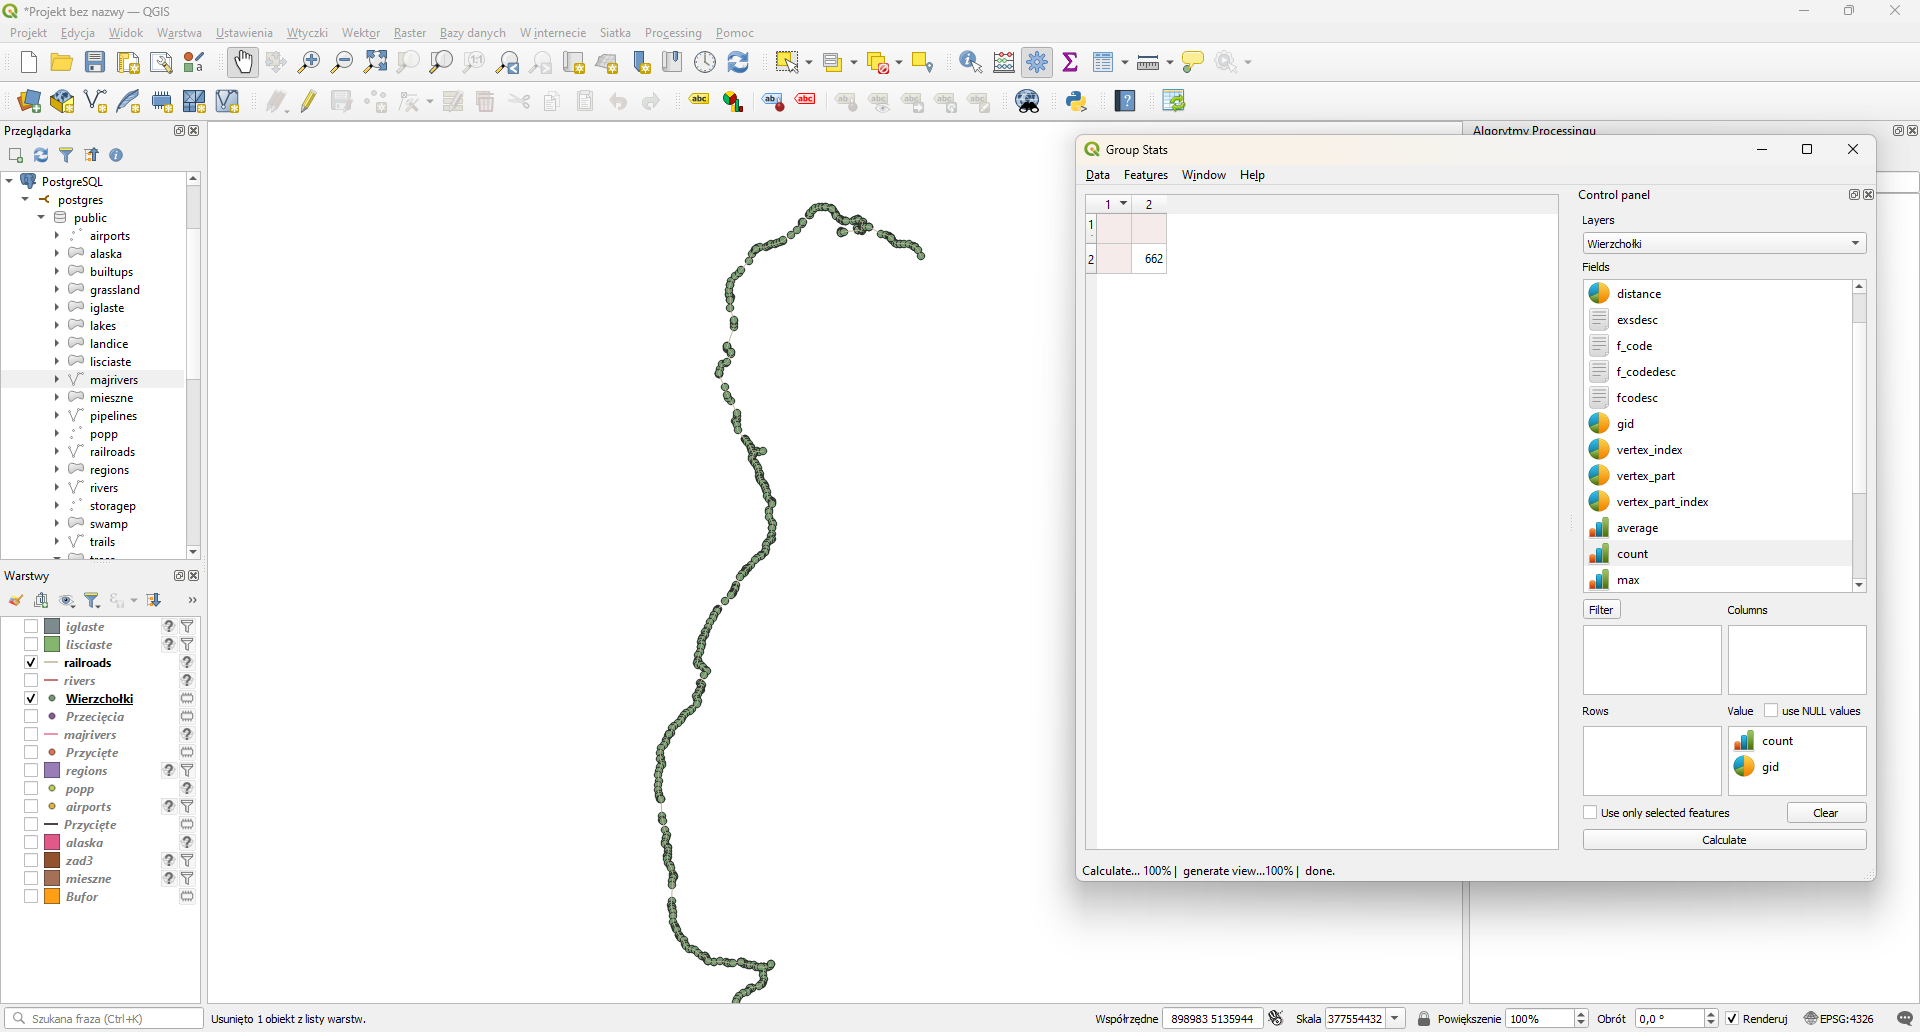 *Projekt bez nazwy — QGIS
Projekt Edycja Widok Warstwa Ustawienia Wtyczki Wektor Raster Bazy danych W internecie Siatka Processing Pomoc
Przeglądarka
PostgreSQL
postgres
public
airports
alaska
builtups
grassland
iglaste
lakes
landice
lisciaste
majrivers
mieszne
pipelines
popp
railroads
regions
rivers
storagep
swamp
trails
Warstwy
iglaste
lisciaste
railroads
rivers
Wierzchołki
Przecięcia
majrivers
Przycięte
regions
popp
airports
Przycięte
alaska
zad3
mieszne
Bufor
Algorytmy Processingu
Group Stats
Data Features Window Help
1 2
1
2 662
Control panel
Layers
Wierzchołki
Fields
distance
exsdesc
f_code
f_codedesc
fcodesc
gid
vertex_index
vertex_part
vertex_part_index
average
count
max
Filter Columns
Rows Value use NULL values
count
gid
Use only selected features Clear
Calculate
Calculate... 100% | generate view...100% | done.
Szukana fraza (Ctrl+K) Usunięto 1 obiekt z listy warstw. Współrzędne 898983 5135944 Skala 377554432 Powiększenie 100% Obrót 0,0 ° Renderuj EPSG:4326